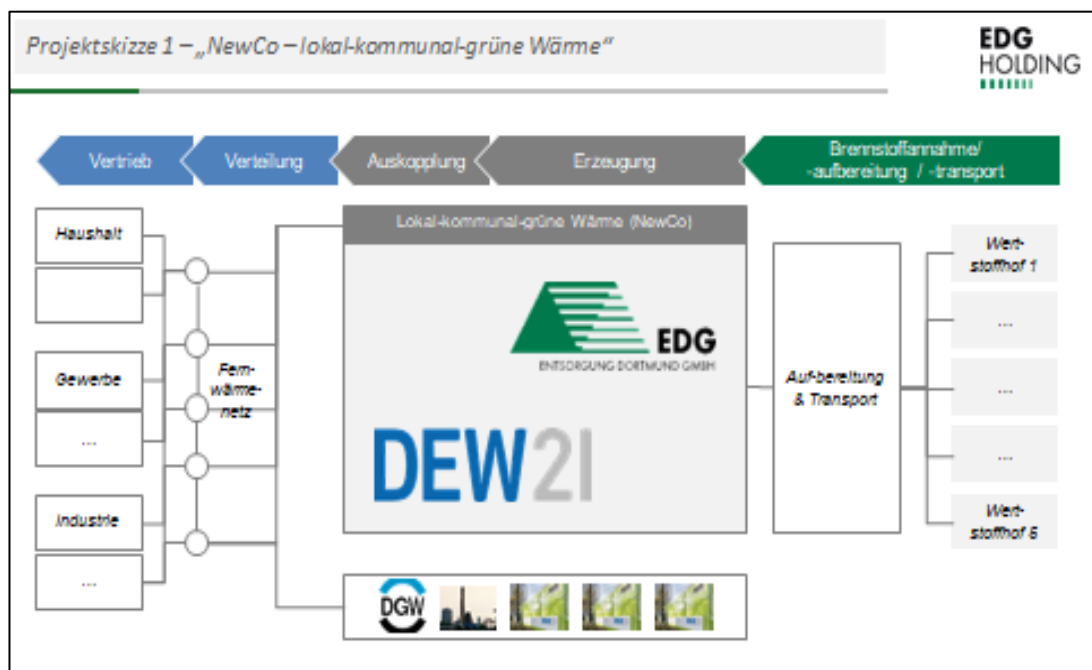 Projektskizze 1 – „NewCo – lokal-kommunal-grüne Wärme“
EDG
HOLDING
Vertrieb
Verteilung
Auskopplung
Erzeugung
Brennstoffannahme/
-aufbereitung / -transport
Haushalt
Gewerbe
...
Industrie
...
Fern-
wärme-
netz
Lokal-kommunal-grüne Wärme (NewCo)
EDG
ENTSORGUNG DORTMUND GMBH
DEW21
DGW
Auf-bereitung
& Transport
Wert-
stoffhof 1
...
...
...
Wert-
stoffhof 6